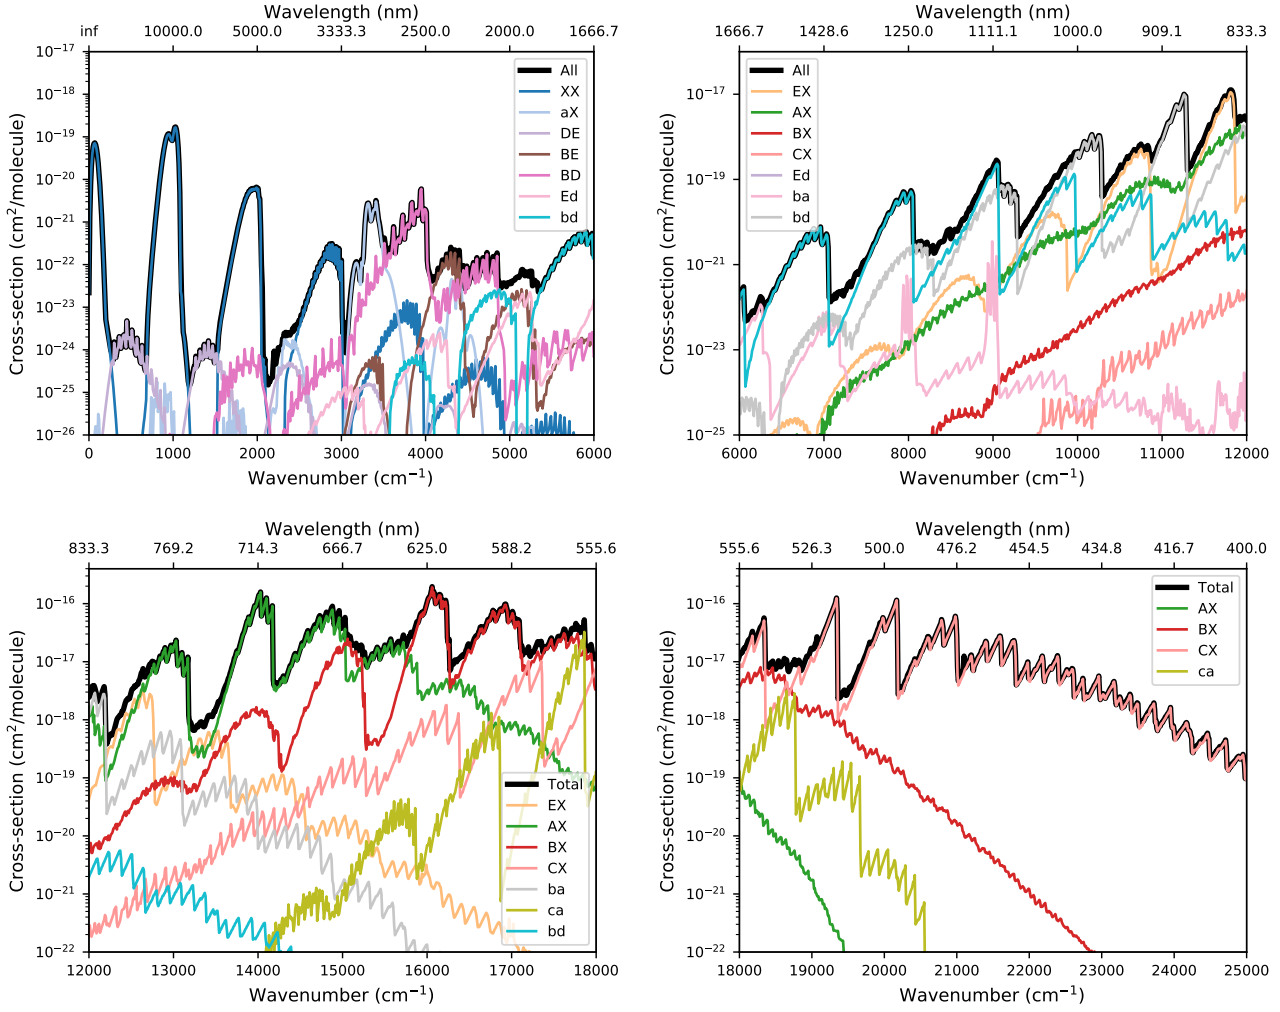 Wavelength (nm)
inf 10000.0 5000.0 3333.3 2500.0 2000.0 1666.7
Cross-section (cm²/molecule)
10⁻¹⁷
10⁻¹⁸
10⁻¹⁹
10⁻²⁰
10⁻²¹
10⁻²²
10⁻²³
10⁻²⁴
10⁻²⁵
10⁻²⁶
All
XX
aX
DE
BE
BD
Ed
bd
0 1000 2000 3000 4000 5000 6000
Wavenumber (cm⁻¹)
Wavelength (nm)
1666.7 1428.6 1250.0 1111.1 1000.0 909.1 833.3
Cross-section (cm²/molecule)
10⁻¹⁷
10⁻¹⁹
10⁻²¹
10⁻²³
10⁻²⁵
All
EX
AX
BX
CX
Ed
ba
bd
6000 7000 8000 9000 10000 11000 12000
Wavenumber (cm⁻¹)
Wavelength (nm)
833.3 769.2 714.3 666.7 625.0 588.2 555.6
Cross-section (cm²/molecule)
10⁻¹⁶
10⁻¹⁷
10⁻¹⁸
10⁻¹⁹
10⁻²⁰
10⁻²¹
10⁻²²
Total
EX
AX
BX
CX
ba
ca
bd
12000 13000 14000 15000 16000 17000 18000
Wavenumber (cm⁻¹)
Wavelength (nm)
555.6 526.3 500.0 476.2 454.5 434.8 416.7 400.0
Cross-section (cm²/molecule)
10⁻¹⁶
10⁻¹⁷
10⁻¹⁸
10⁻¹⁹
10⁻²⁰
10⁻²¹
10⁻²²
Total
AX
BX
CX
ca
18000 19000 20000 21000 22000 23000 24000 25000
Wavenumber (cm⁻¹)